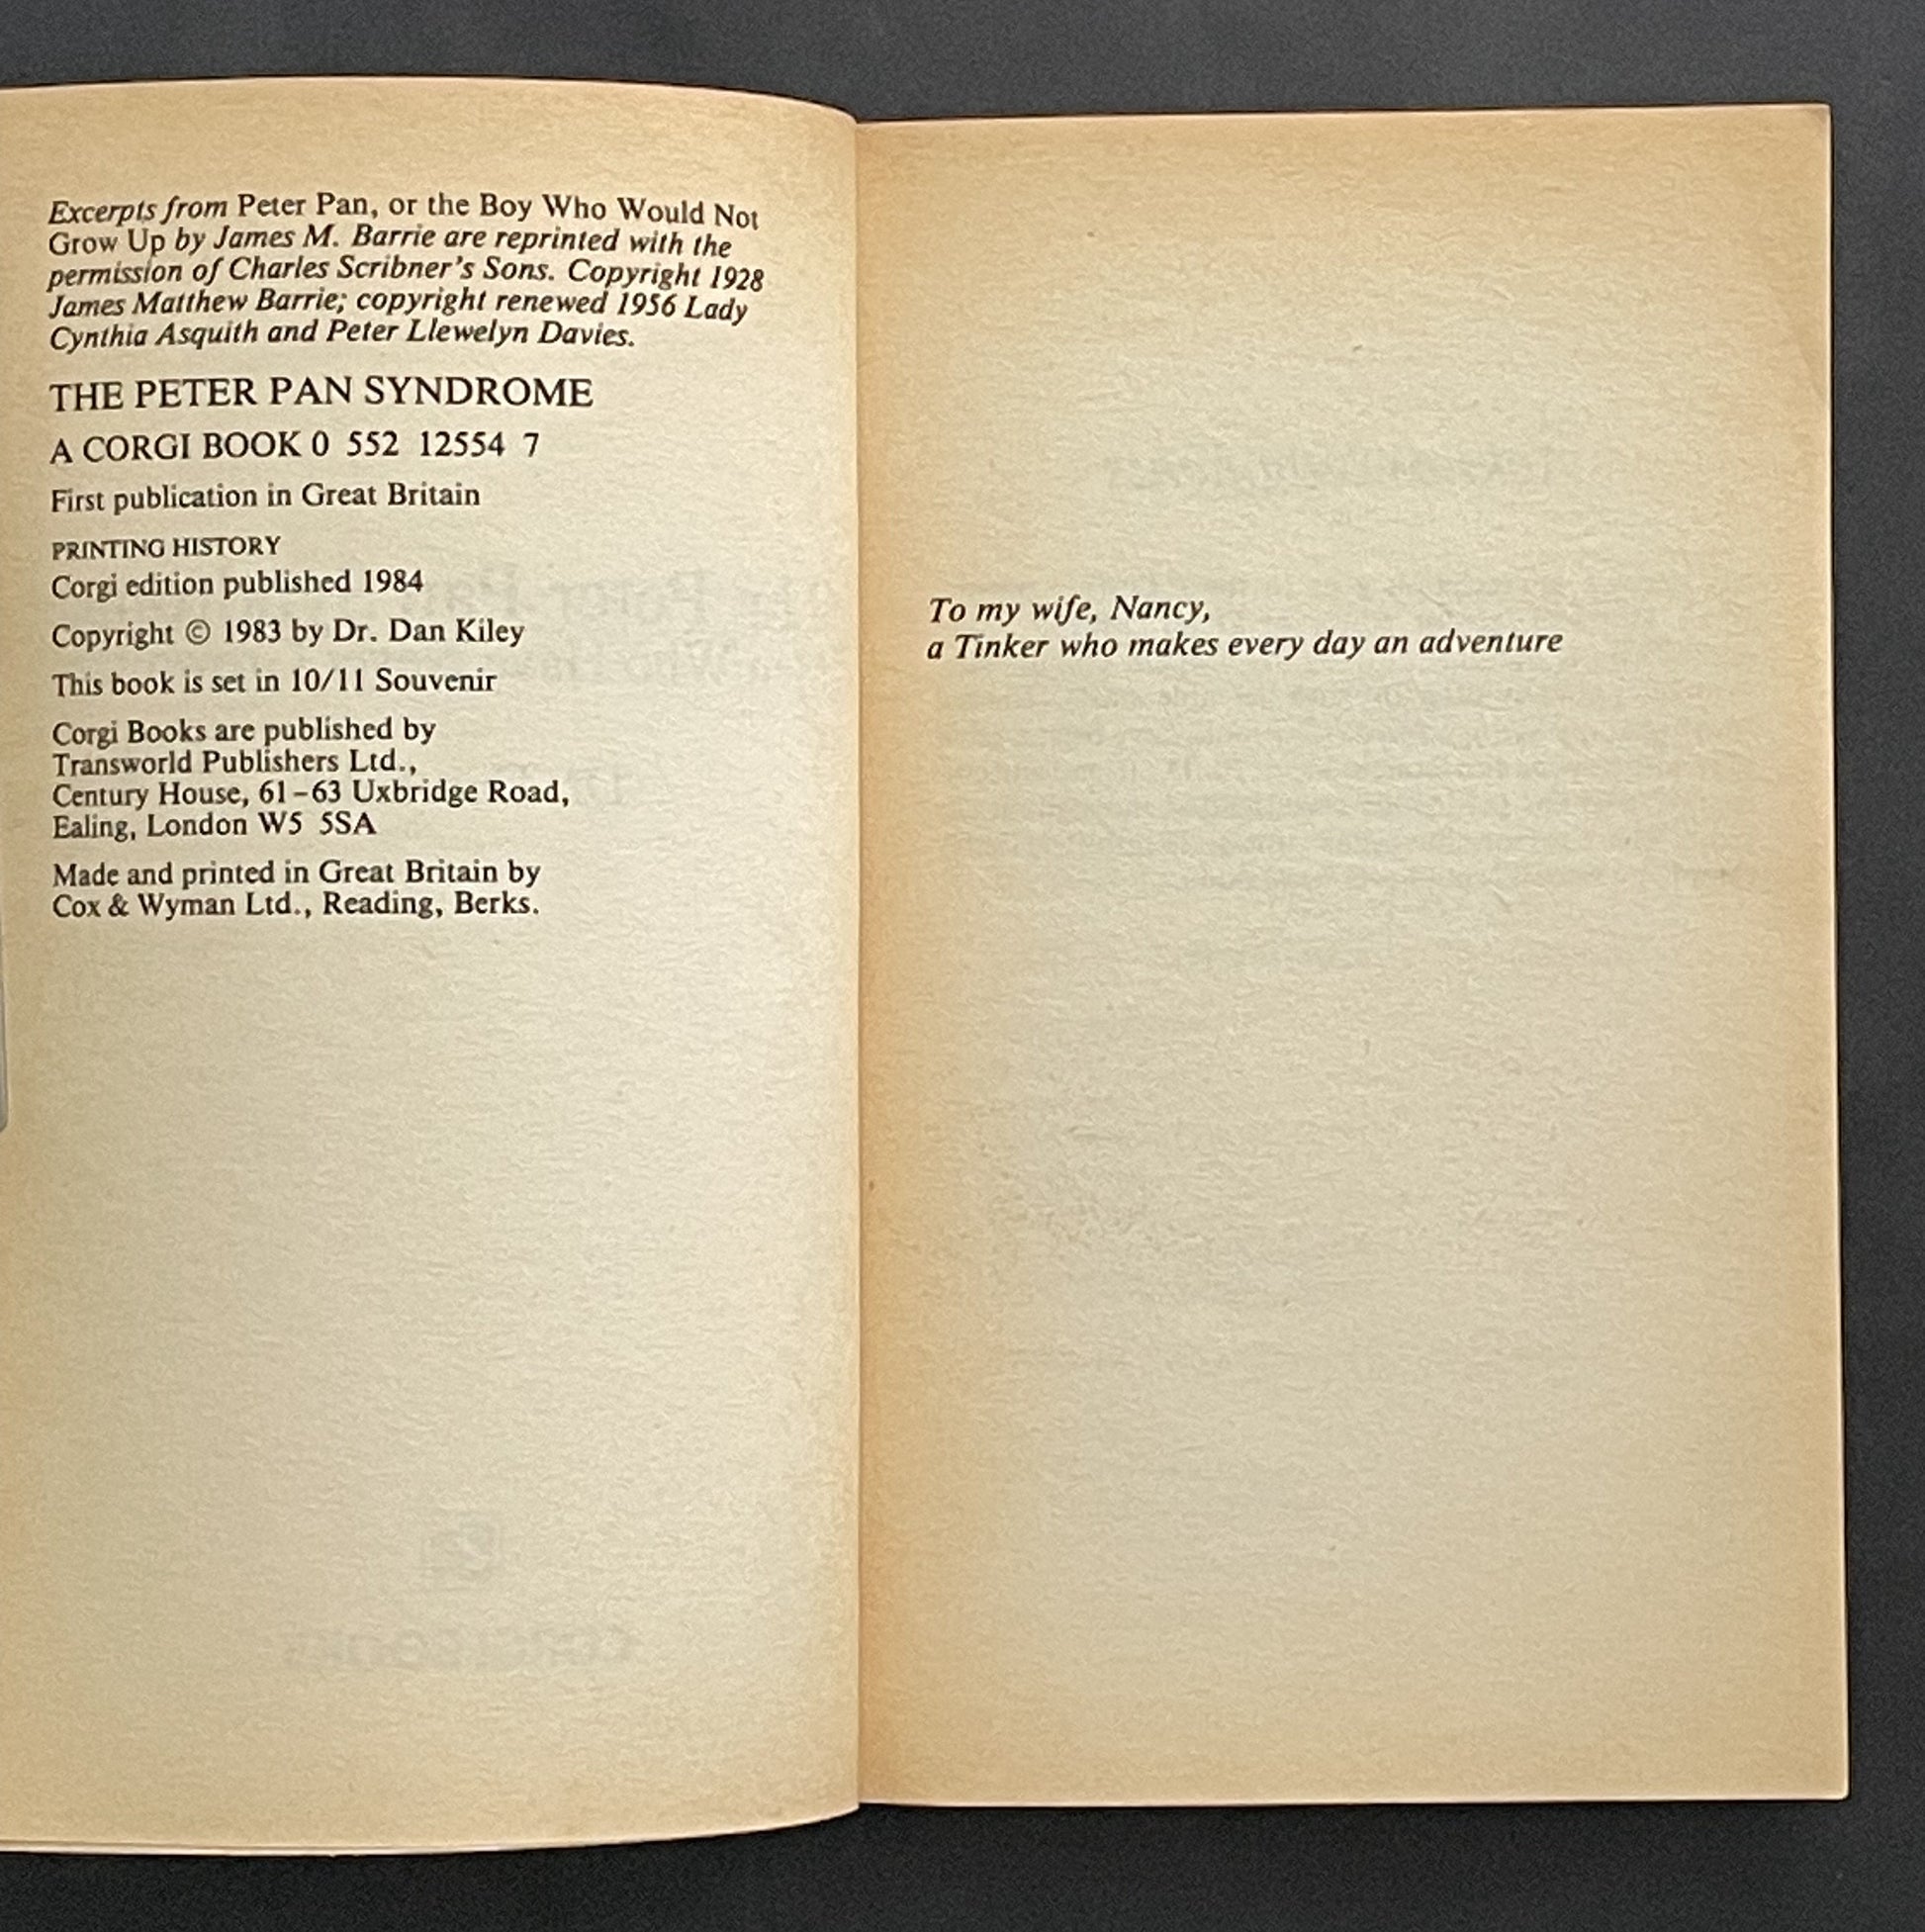 Excerpts from Peter Pan, or the Boy Who Would Not
Grow Up by James M. Barrie are reprinted with the
permission of Charles Scribner's Sons. Copyright 1928
James Matthew Barrie; copyright renewed 1956 Lady
Cynthia Asquith and Peter Llewelyn Davies.
THE PETER PAN SYNDROME
A CORGI BOOK 0 552 12554 7
First publication in Great Britain
PRINTING HISTORY
Corgi edition published 1984
Copyright © 1983 by Dr. Dan Kiley
This book is set in 10/11 Souvenir
Corgi Books are published by
Transworld Publishers Ltd.,
Century House, 61–63 Uxbridge Road,
Ealing, London W5 5SA
Made and printed in Great Britain by
Cox & Wyman Ltd., Reading, Berks.
To my wife, Nancy,
a Tinker who makes every day an adventure